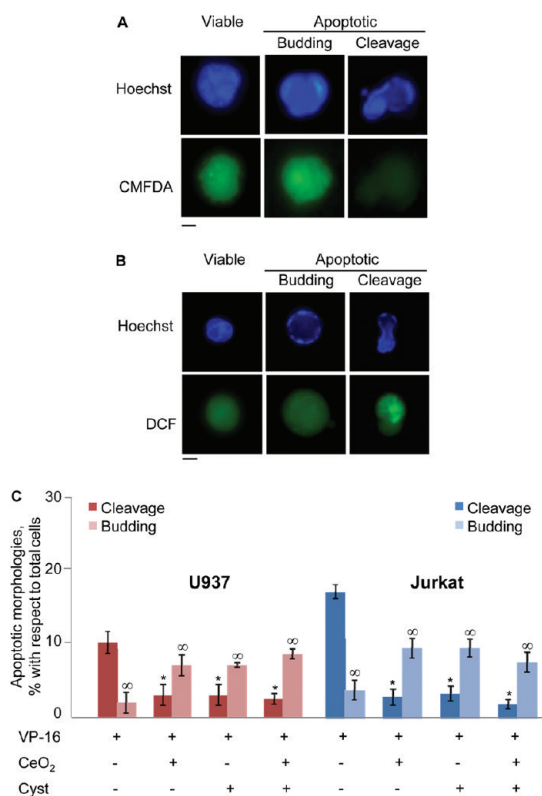 A
Viable Apoptotic
Budding Cleavage
Hoechst
CMFDA
B
Viable Apoptotic
Budding Cleavage
Hoechst
DCF
C
Apoptotic morphologies,
% with respect to total cells
30
20
10
0
Cleavage
Budding
U937
Cleavage
Budding
Jurkat
∞ * ∞ * ∞ * ∞ ∞ * ∞ * ∞ * ∞
VP-16 + + + + + + + +
CeO₂ - + - + - + - +
Cyst - - + + - - + +